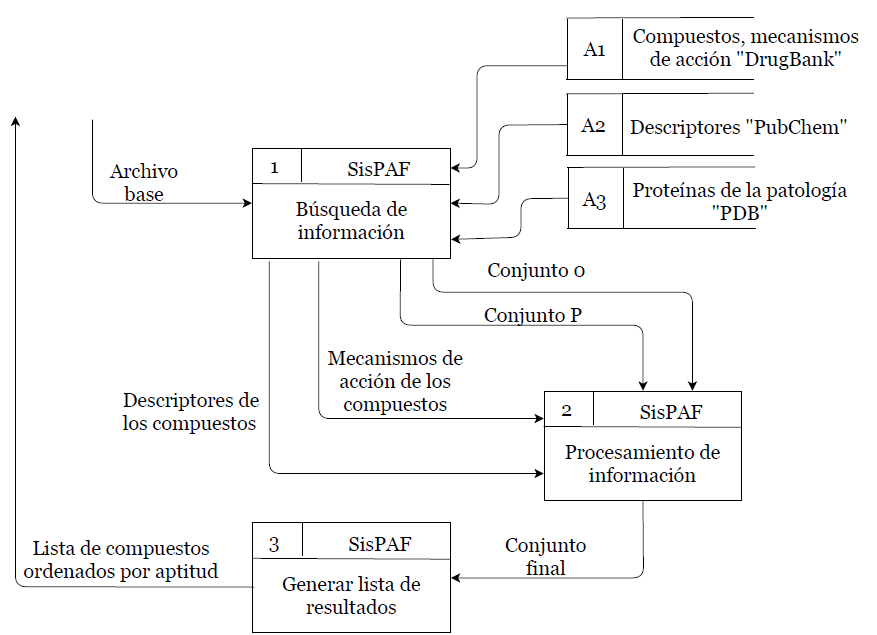 A1
Compuestos, mecanismos
de acción "DrugBank"
A2
Descriptores "PubChem"
A3
Proteínas de la patología
"PDB"
Archivo
base
1
SisPAF
Búsqueda de
información
Conjunto 0
Conjunto P
Mecanismos de
acción de los
compuestos
Descriptores de
los compuestos
2
SisPAF
Procesamiento de
información
Conjunto
final
3
SisPAF
Generar lista de
resultados
Lista de compuestos
ordenados por aptitud